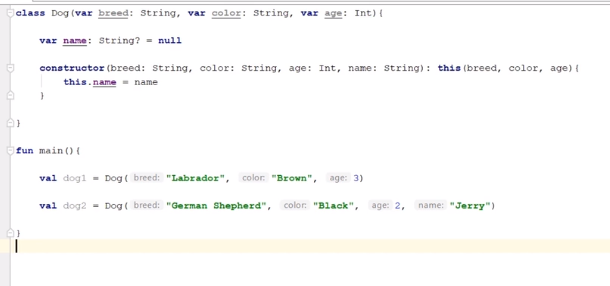 class Dog(var breed: String, var color: String, var age: Int){
var name: String? = null
constructor(breed: String, color: String, age: Int, name: String): this(breed, color, age){
this.name = name
}
}
fun main(){
val dog1 = Dog( breed: "Labrador", color: "Brown", age: 3)
val dog2 = Dog( breed: "German Shepherd", color: "Black", age: 2, name: "Jerry")
}